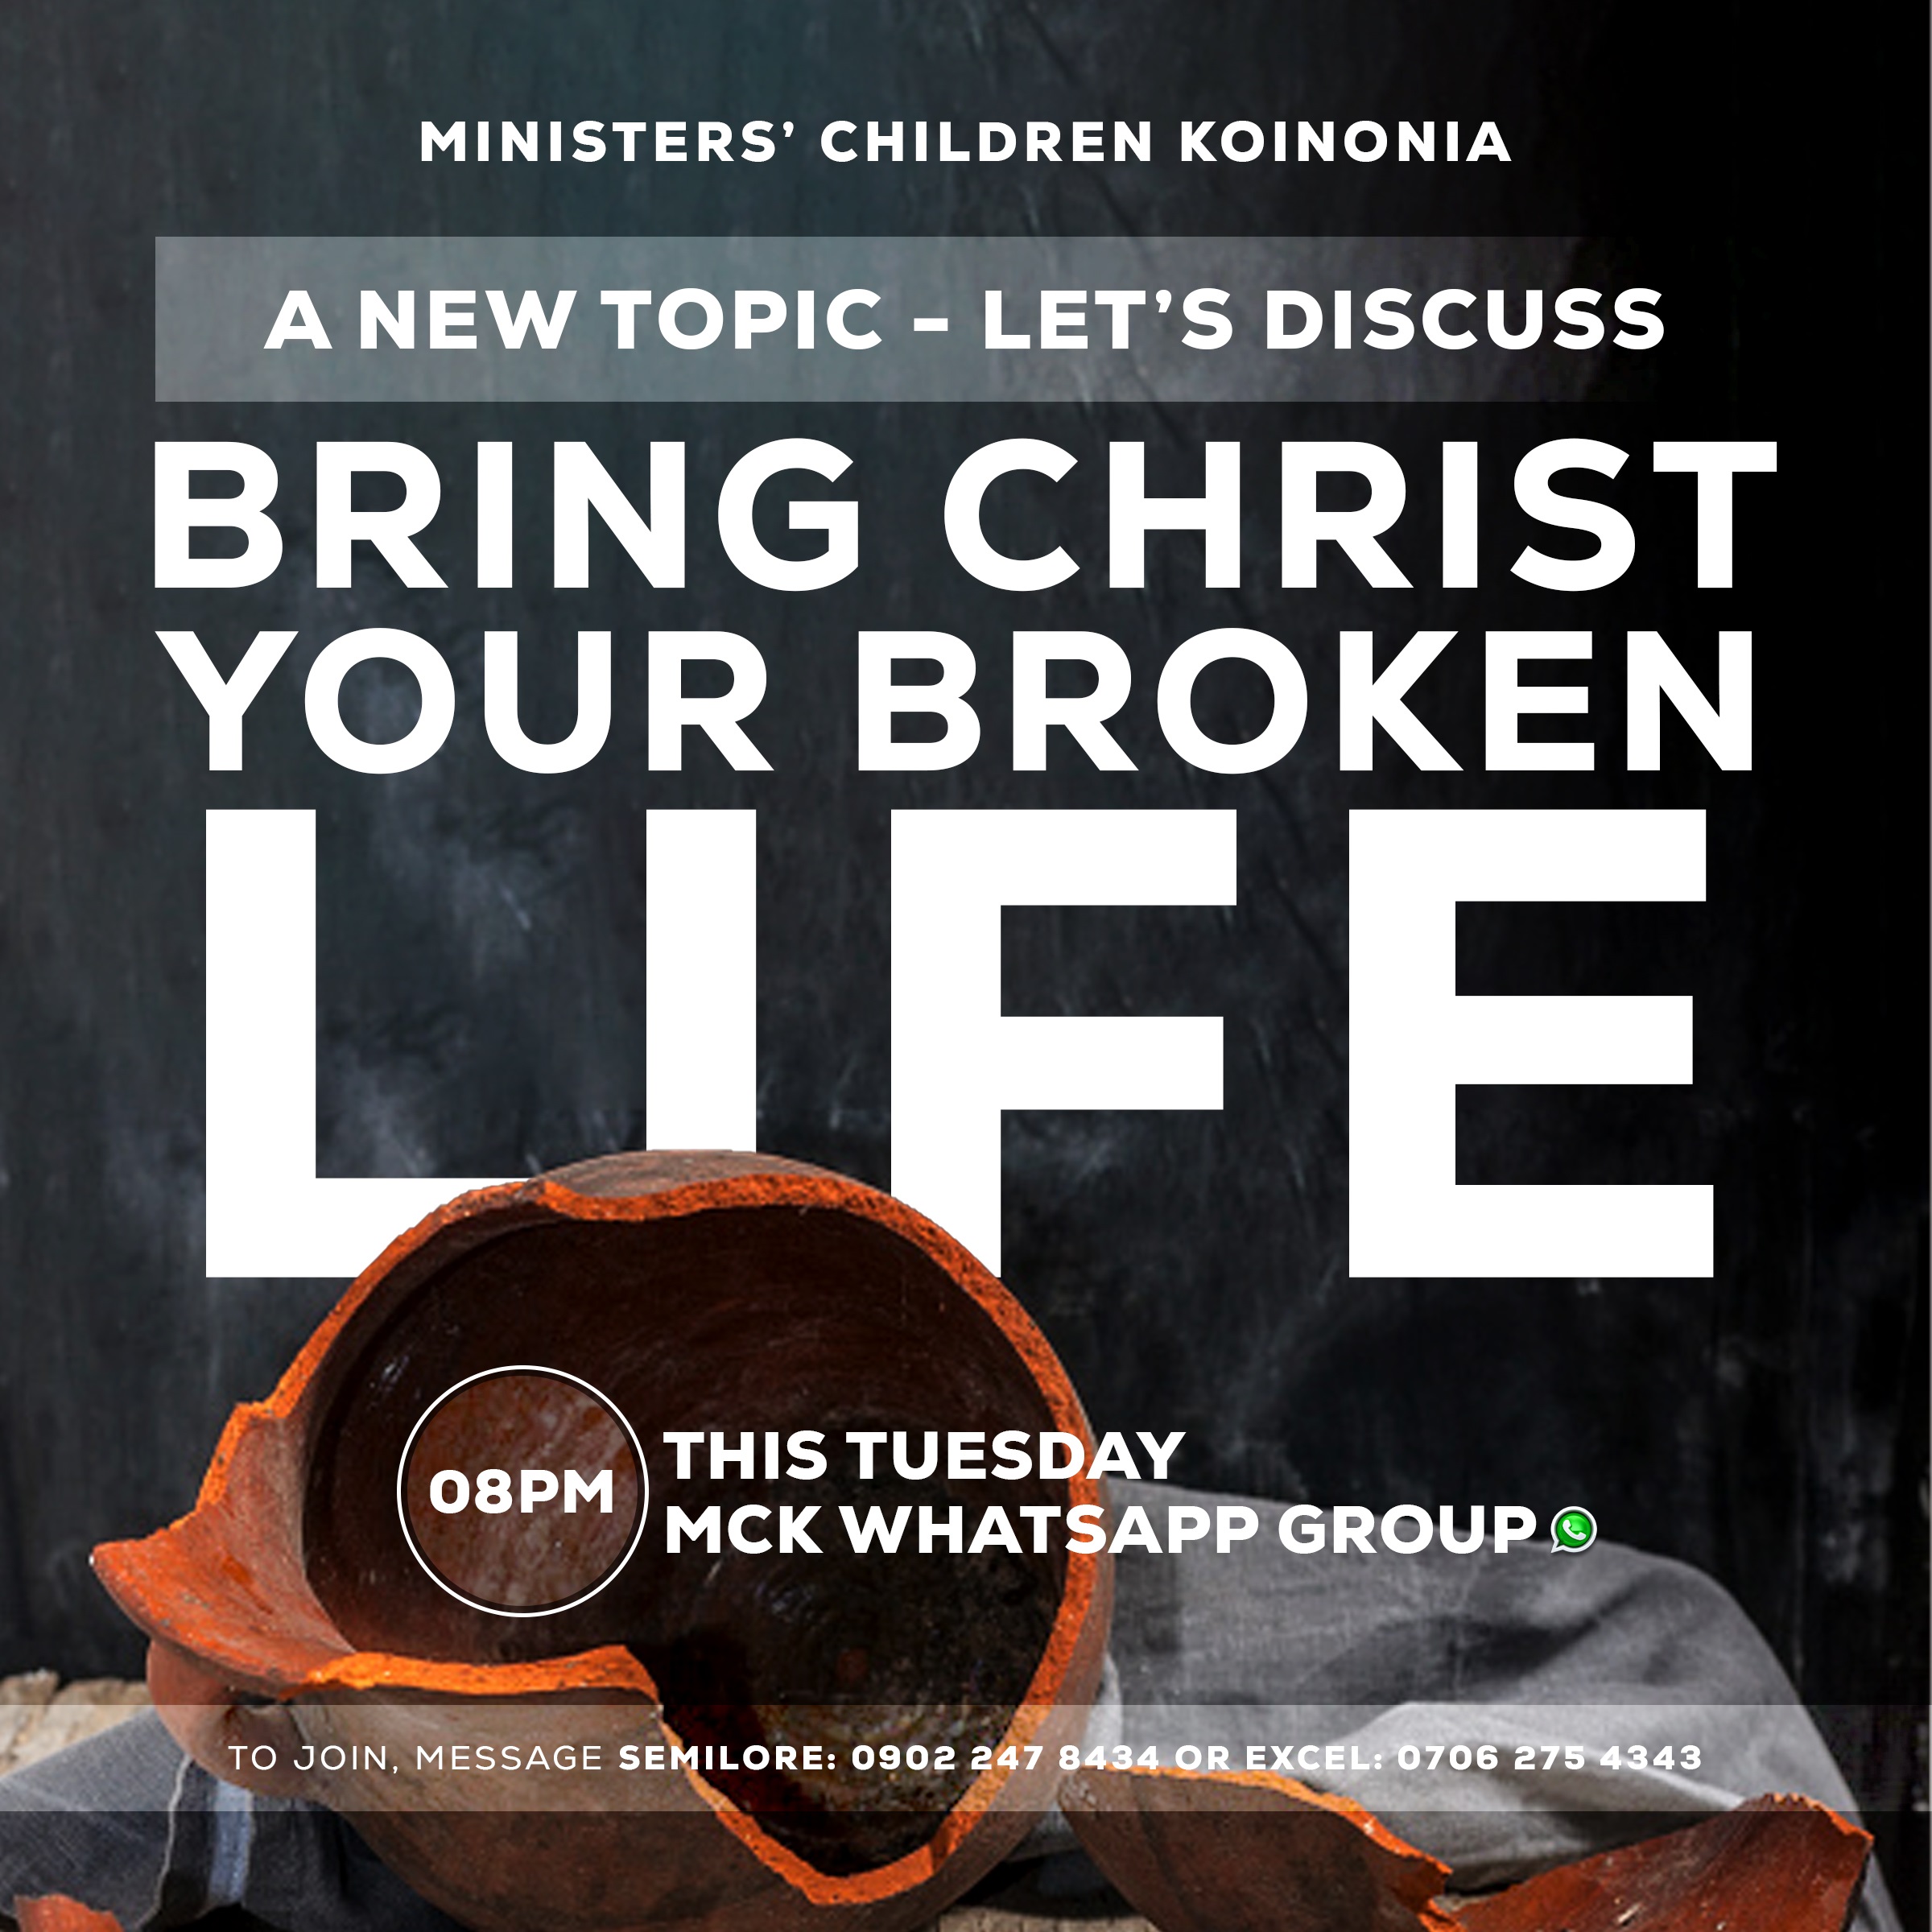 MINISTERS’ CHILDREN KOINONIA
A NEW TOPIC - LET’S DISCUSS
BRING CHRIST
YOUR BROKEN
LIFE
08PM
THIS TUESDAY
MCK WHATSAPP GROUP
TO JOIN, MESSAGE SEMILORE: 0902 247 8434 OR EXCEL: 0706 275 4343